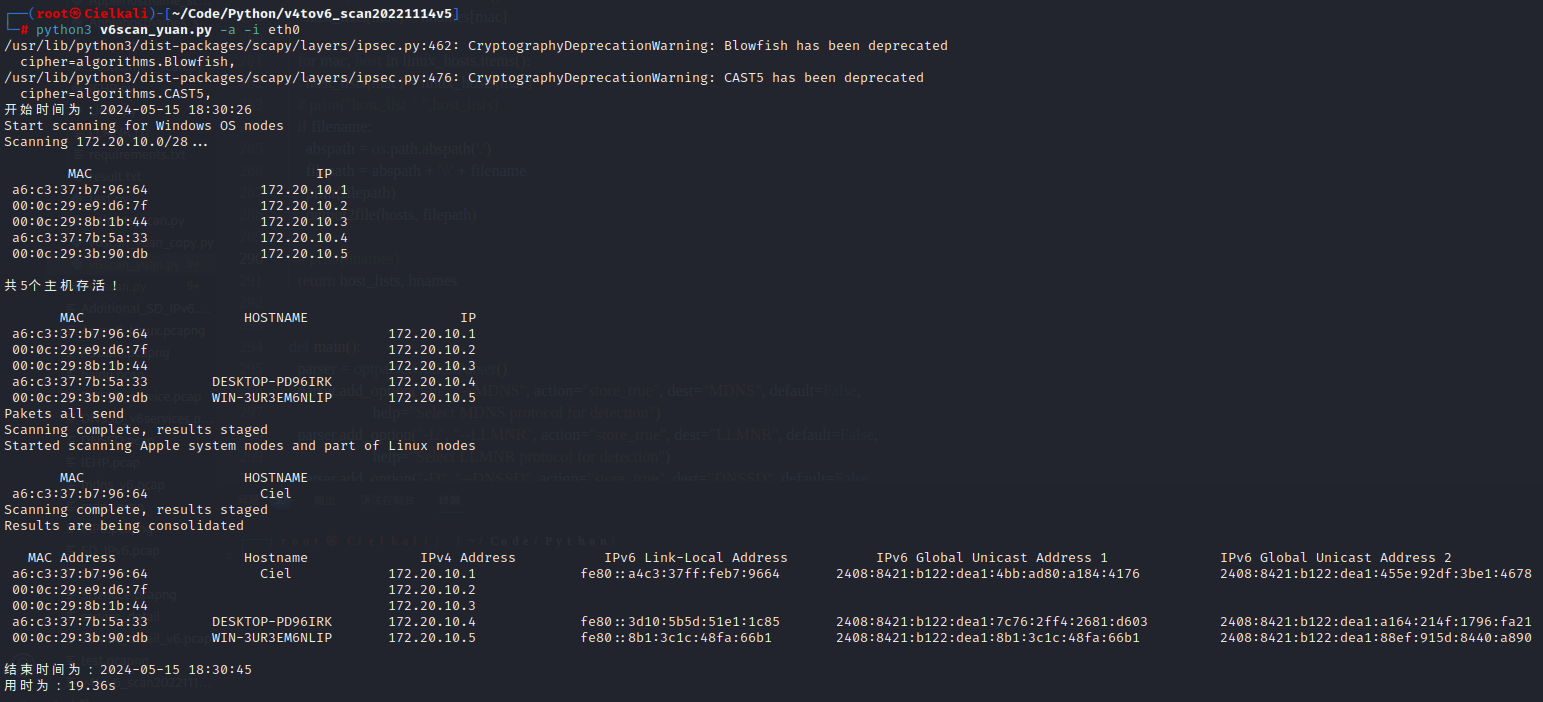 ┌──(root㉿Cielkali)-[~/Code/Python/v4tov6_scan20221114v5]
└─# python3 v6scan_yuan.py -a -i eth0
/usr/lib/python3/dist-packages/scapy/layers/ipsec.py:462: CryptographyDeprecationWarning: Blowfish has been deprecated
cipher=algorithms.Blowfish,
/usr/lib/python3/dist-packages/scapy/layers/ipsec.py:476: CryptographyDeprecationWarning: CAST5 has been deprecated
cipher=algorithms.CAST5,
开始时间为：2024-05-15 18:30:26
Start scanning for Windows OS nodes
Scanning 172.20.10.0/28...
MAC IP
a6:c3:37:b7:96:64 172.20.10.1
00:0c:29:e9:d6:7f 172.20.10.2
00:0c:29:8b:1b:44 172.20.10.3
a6:c3:37:7b:5a:33 172.20.10.4
00:0c:29:3b:90:db 172.20.10.5
共5个主机存活！
MAC HOSTNAME IP
a6:c3:37:b7:96:64 172.20.10.1
00:0c:29:e9:d6:7f 172.20.10.2
00:0c:29:8b:1b:44 172.20.10.3
a6:c3:37:7b:5a:33 DESKTOP-PD96IRK 172.20.10.4
00:0c:29:3b:90:db WIN-3UR3EM6NLIP 172.20.10.5
Pakets all send
Scanning complete, results staged
Started scanning Apple system nodes and part of Linux nodes
MAC HOSTNAME
a6:c3:37:b7:96:64 Ciel
Scanning complete, results staged
Results are being consolidated
MAC Address Hostname IPv4 Address IPv6 Link-Local Address IPv6 Global Unicast Address 1 IPv6 Global Unicast Address 2
a6:c3:37:b7:96:64 Ciel 172.20.10.1 fe80::a4c3:37ff:feb7:9664 2408:8421:b122:dea1:4bb:ad80:a184:4176 2408:8421:b122:dea1:455e:92df:3be1:4678
00:0c:29:e9:d6:7f 172.20.10.2
00:0c:29:8b:1b:44 172.20.10.3
a6:c3:37:7b:5a:33 DESKTOP-PD96IRK 172.20.10.4 fe80::3d10:5b5d:51e1:1c85 2408:8421:b122:dea1:7c76:2ff4:2681:d603 2408:8421:b122:dea1:a164:214f:1796:fa21
00:0c:29:3b:90:db WIN-3UR3EM6NLIP 172.20.10.5 fe80::8b1:3c1c:48fa:66b1 2408:8421:b122:dea1:8b1:3c1c:48fa:66b1 2408:8421:b122:dea1:88ef:915d:8440:a890
结束时间为：2024-05-15 18:30:45
用时为：19.36s